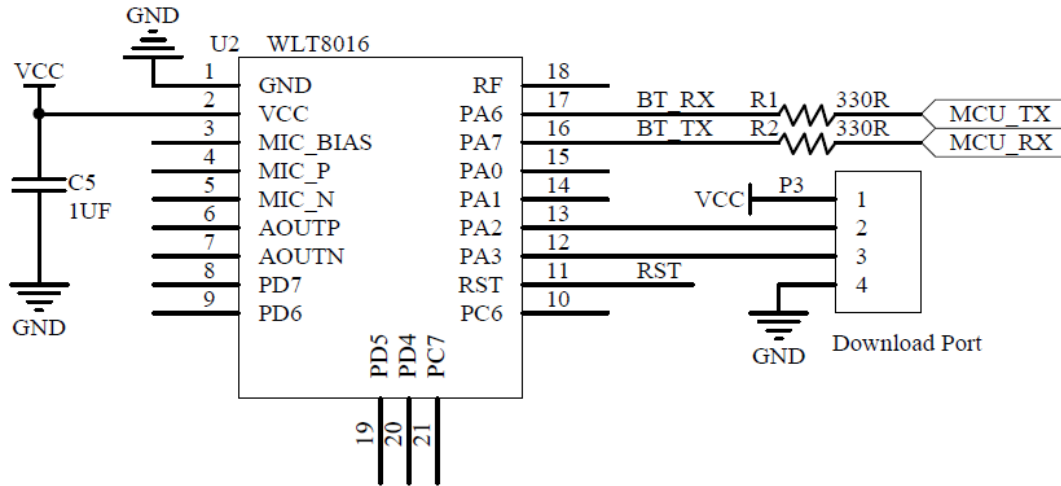 GND
U2 WLT8016
VCC
1 GND RF 18
2 VCC PA6 17 BT_RX R1 330R MCU_TX
3 MIC_BIAS PA7 16 BT_TX R2 330R MCU_RX
4 MIC_P PA0 15
C5
1UF
5 MIC_N PA1 14 VCC P3 1
6 AOUTP PA2 13 2
7 AOUTN PA3 12 3
8 PD7 RST 11 RST 4
9 PD6 PC6 10
GND
GND
Download Port
PD5 PD4 PC7
19 20 21